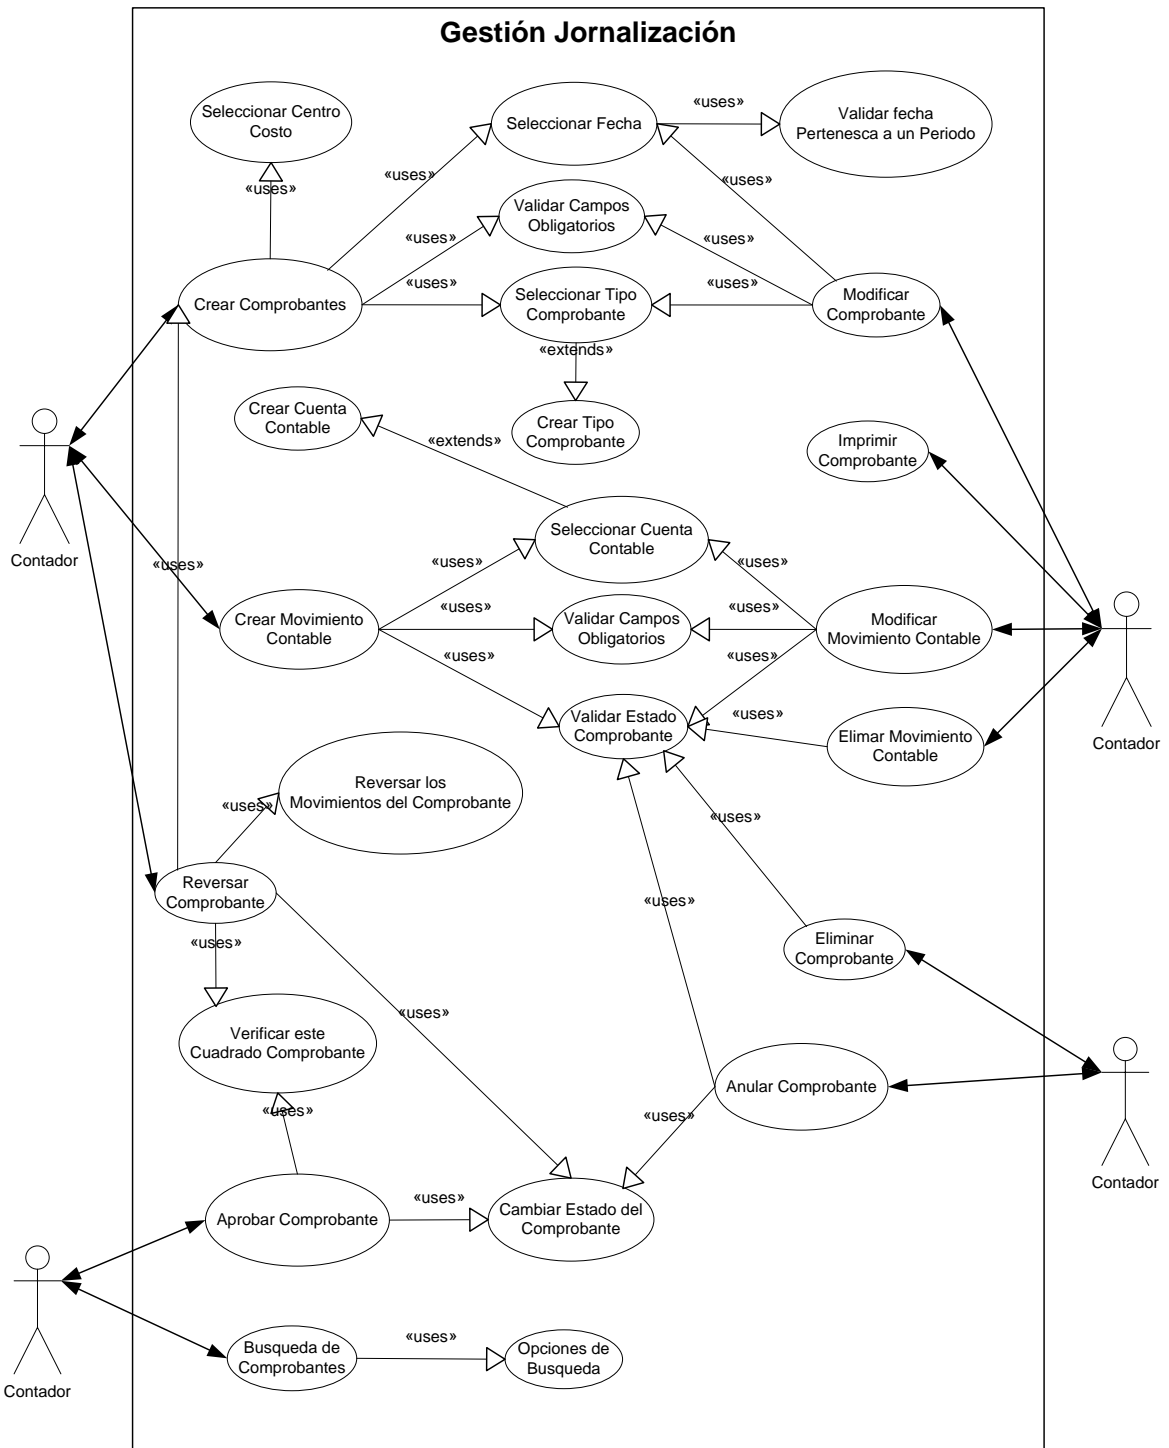 Gestión Jornalización
Seleccionar Centro
Costo
Seleccionar Fecha
«uses»
Validar fecha
Pertenesca a un Periodo
«uses»
«uses»
«uses»
Validar Campos
Obligatorios
«uses»
«uses»
Crear Comprobantes
«uses»
Seleccionar Tipo
Comprobante
«uses»
Modificar
Comprobante
«extends»
Crear Cuenta
Contable
Crear Tipo
Comprobante
«extends»
Imprimir
Comprobante
Contador
Seleccionar Cuenta
Contable
«uses»
«uses»
«uses»
Crear Movimiento
Contable
«uses»
Validar Campos
Obligatorios
«uses»
Modificar
Movimiento Contable
«uses»
«uses»
Validar Estado
Comprobante
«uses»
Elimar Movimiento
Contable
Contador
Reversar los
Movimientos del Comprobante
«uses»
«uses»
Reversar
Comprobante
«uses»
«uses»
Eliminar
Comprobante
«uses»
Verificar este
Cuadrado Comprobante
«uses»
Anular Comprobante
«uses»
«uses»
Contador
Aprobar Comprobante
«uses»
Cambiar Estado del
Comprobante
Busqueda de
Comprobantes
«uses»
Opciones de
Busqueda
Contador